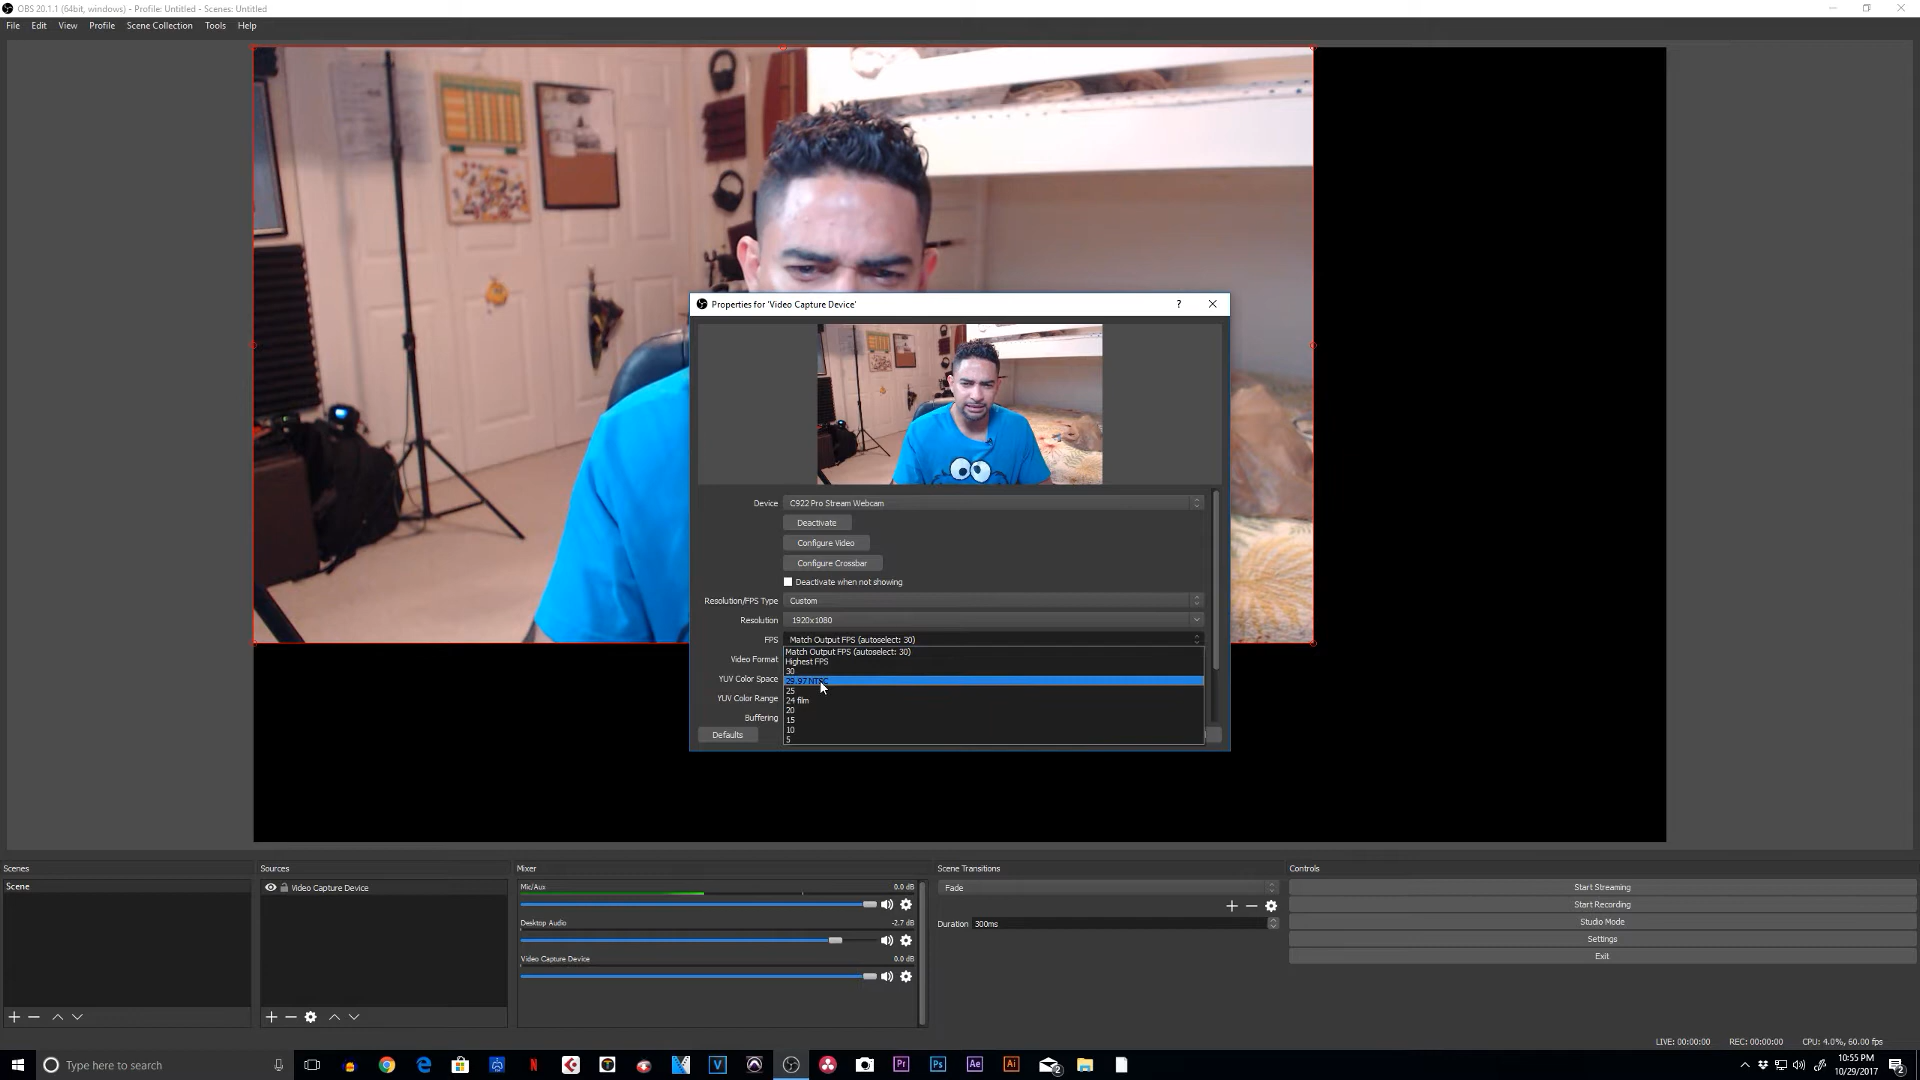 OBS 20.1.1 (64bit, windows) - Profile: Untitled - Scenes: Untitled
File Edit View Profile Scene Collection Tools Help
Properties for 'Video Capture Device'
?
Device C922 Pro Stream Webcam
Deactivate
Configure Video
Configure Crossbar
Deactivate when not showing
Resolution/FPS Type Custom
Resolution 1920x1080
FPS Match Output FPS (autoselect: 30)
Match Output FPS (autoselect: 30)
Video Format
Highest FPS
30
YUV Color Space 29.97 NTSC
25
YUV Color Range 24 film
20
Buffering 15
10
Defaults 5
Scenes Sources Mixer Scene Transitions Controls
Scene
Video Capture Device
Mic/Aux 0.0 dB
Desktop Audio -2.7 dB
Video Capture Device 0.0 dB
Fade
Duration 300ms
Start Streaming
Start Recording
Studio Mode
Settings
Exit
LIVE: 00:00:00 REC: 00:00:00 CPU: 4.0%, 60.00 fps
Type here to search
N T V Pr Ps Ae Ai 2
10:55 PM
10/29/2017
2